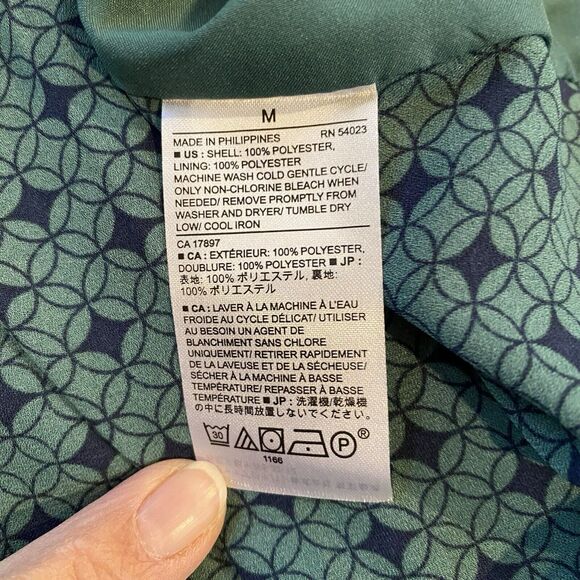 M
MADE IN PHILIPPINES RN 54023
■ US : SHELL: 100% POLYESTER,
LINING: 100% POLYESTER
MACHINE WASH COLD GENTLE CYCLE/
ONLY NON-CHLORINE BLEACH WHEN
NEEDED/ REMOVE PROMPTLY FROM
WASHER AND DRYER/ TUMBLE DRY
LOW/ COOL IRON
CA 17897
■ CA : EXTÉRIEUR: 100% POLYESTER,
DOUBLURE: 100% POLYESTER ■ JP :
表地: 100% ポリエステル, 裏地:
100% ポリエステル
■ CA : LAVER À LA MACHINE À L'EAU
FROIDE AU CYCLE DÉLICAT/ UTILISER
AU BESOIN UN AGENT DE
BLANCHIMENT SANS CHLORE
UNIQUEMENT/ RETIRER RAPIDEMENT
DE LA LAVEUSE ET DE LA SÉCHEUSE/
SÉCHER À LA MACHINE À BASSE
TEMPÉRATURE/ REPASSER À BASSE
TEMPÉRATURE ■ JP : 洗濯機/乾燥機
の中に長時間放置しないでください。
30 P ®
1166